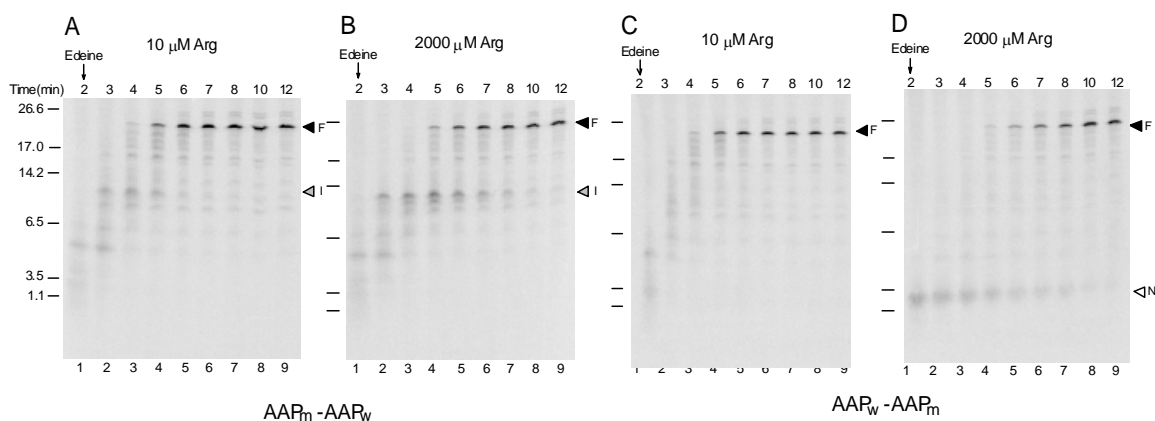 A
B
C
D
10 μM Arg
2000 μM Arg
10 μM Arg
2000 μM Arg
Edeine
Edeine
Edeine
Edeine
Time(min)
2 3 4 5 6 7 8 10 12
2 3 4 5 6 7 8 10 12
2 3 4 5 6 7 8 10 12
2 3 4 5 6 7 8 10 12
26.6
17.0
14.2
6.5
3.5
1.1
F
I
F
I
F
F
N
1 2 3 4 5 6 7 8 9
1 2 3 4 5 6 7 8 9
1 2 3 4 5 6 7 8 9
1 2 3 4 5 6 7 8 9
AAPm -AAPw
AAPw -AAPm